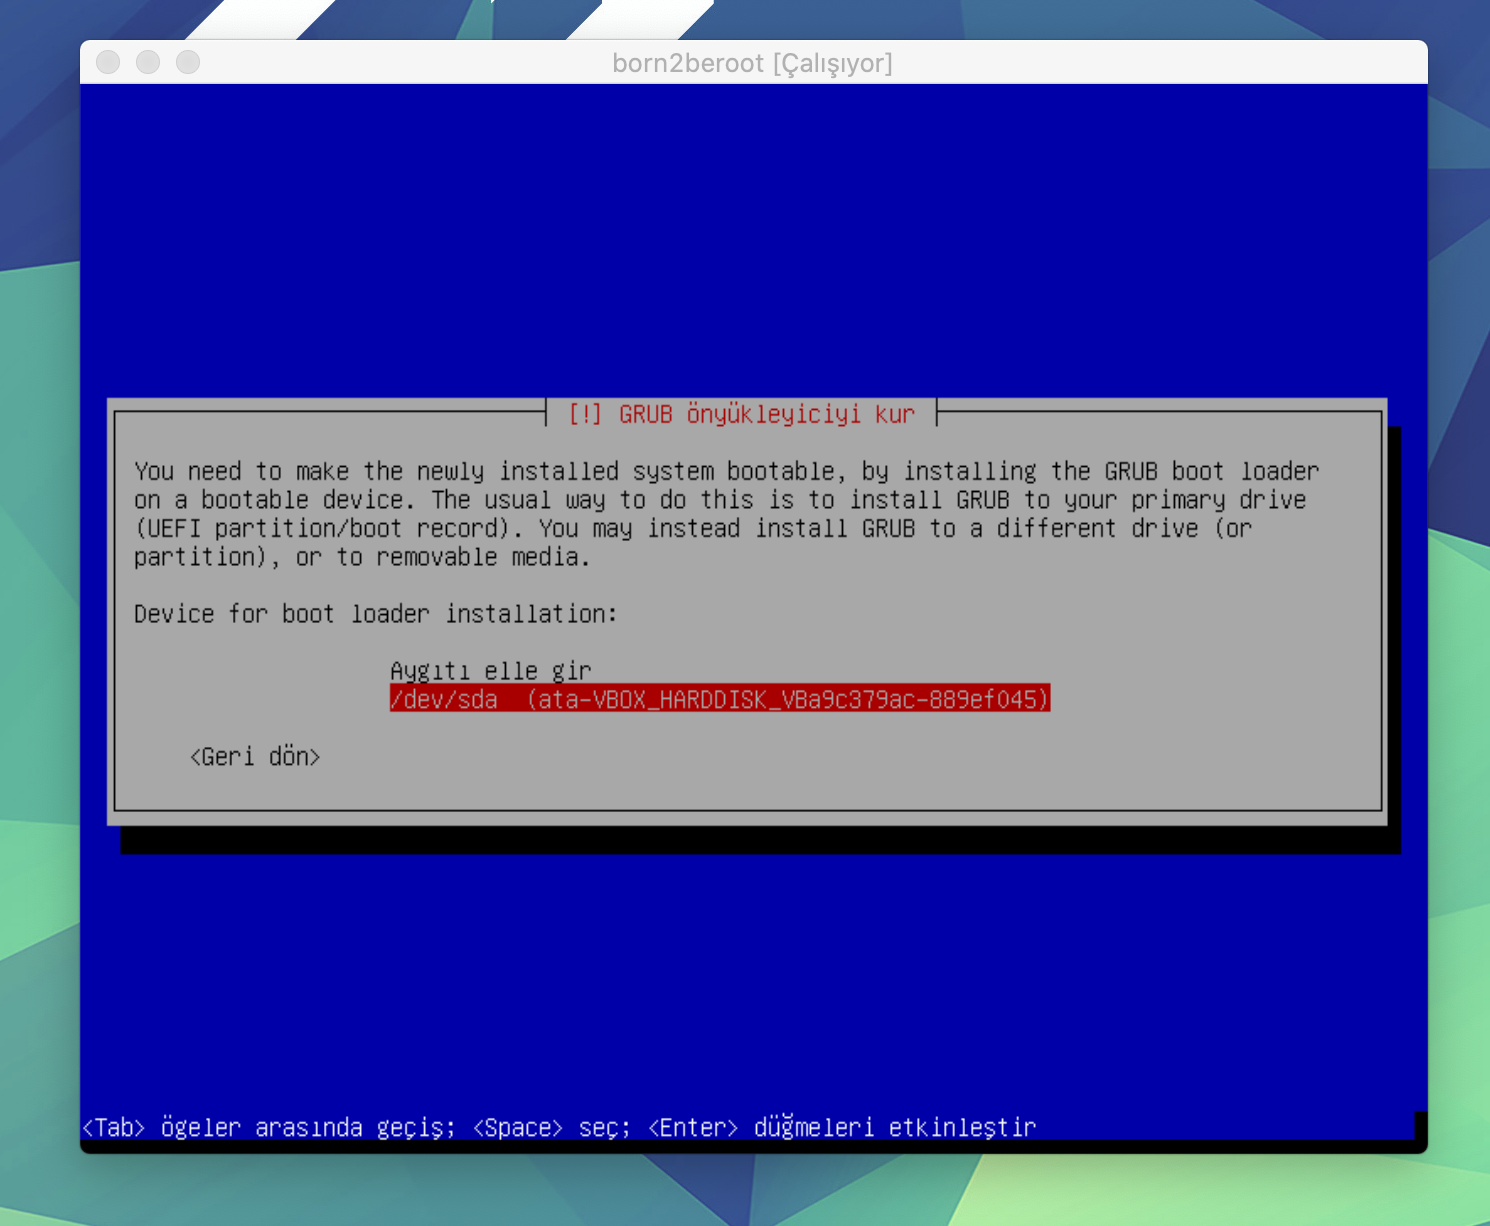 born2beroot [Çalışıyor]
[!] GRUB önyükleyiciyi kur
You need to make the newly installed system bootable, by installing the GRUB boot loader
on a bootable device. The usual way to do this is to install GRUB to your primary drive
(UEFI partition/boot record). You may instead install GRUB to a different drive (or
partition), or to removable media.
Device for boot loader installation:
Aygıtı elle gir
/dev/sda  (ata-VBOX_HARDDISK_VBa9c379ac-889ef045)
<Geri dön>
<Tab> ögeler arasında geçiş; <Space> seç; <Enter> düğmeleri etkinleştir